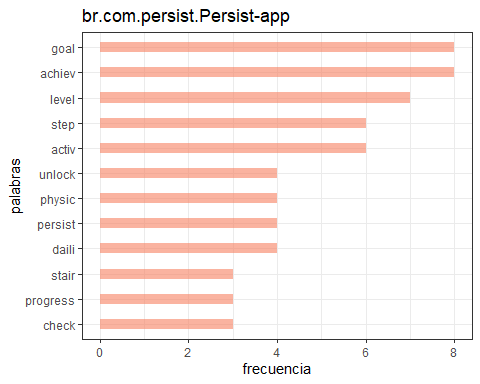 br.com.persist.Persist-app
goal
achiev
level
step
activ
unlock
physic
persist
daili
stair
progress
check
palabras
0 2 4 6 8
frecuencia